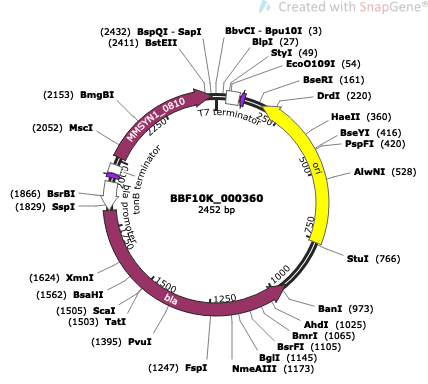 Created with SnapGene®
(2432) BspQI - SapI
(2411) BstEII
(2153) BmgBI
(2052) MscI
(1866) BsrBI
(1829) SspI
(1624) XmnI
(1562) BsaHI
(1505) ScaI
(1503) TatI
(1395) PvuI
(1247) FspI
BbvCI - Bpu10I (3)
BlpI (27)
StyI (49)
EcoO109I (54)
BseRI (161)
DrdI (220)
HaeII (360)
BseYI (416)
PspFI (420)
AlwNI (528)
StuI (766)
BanI (973)
AhdI (1025)
BmrI (1065)
BsrFI (1105)
BglI (1145)
NmeAIII (1173)
T7 terminator
MMSYN1_0810
tonB terminator
bla promoter
bla
ori
250
500
750
1000
1250
1500
1750
2250
BBF10K_000360
2452 bp